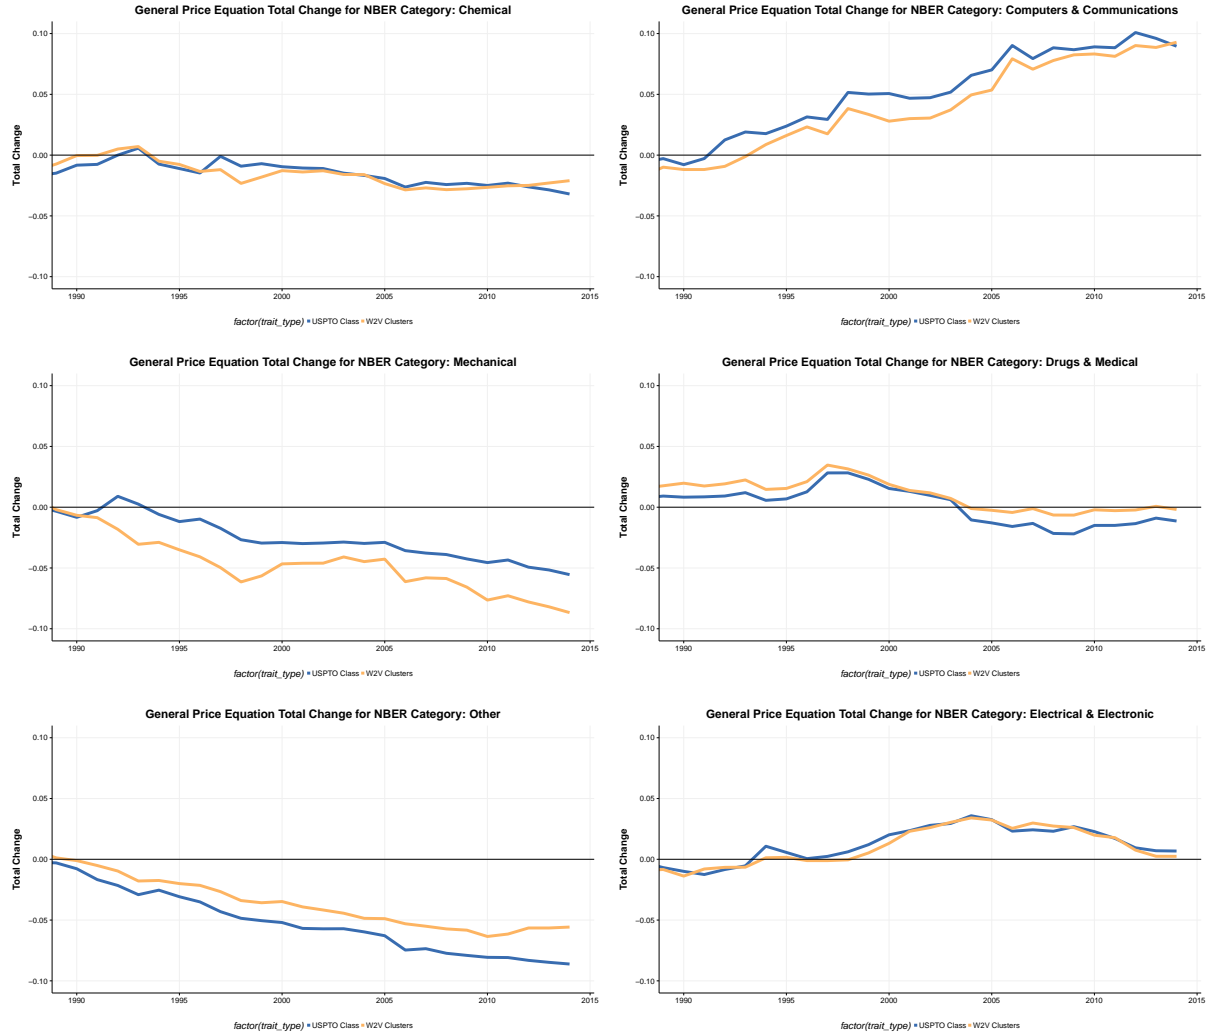 General Price Equation Total Change for NBER Category: Chemical
Total Change
0.10
0.05
0.00
−0.05
−0.10
1990 1995 2000 2005 2010 2015
factor(trait_type) USPTO Class W2V Clusters
General Price Equation Total Change for NBER Category: Computers & Communications
Total Change
0.10
0.05
0.00
−0.05
−0.10
1990 1995 2000 2005 2010 2015
factor(trait_type) USPTO Class W2V Clusters
General Price Equation Total Change for NBER Category: Mechanical
Total Change
0.10
0.05
0.00
−0.05
−0.10
1990 1995 2000 2005 2010 2015
factor(trait_type) USPTO Class W2V Clusters
General Price Equation Total Change for NBER Category: Drugs & Medical
Total Change
0.10
0.05
0.00
−0.05
−0.10
1990 1995 2000 2005 2010 2015
factor(trait_type) USPTO Class W2V Clusters
General Price Equation Total Change for NBER Category: Other
Total Change
0.10
0.05
0.00
−0.05
−0.10
1990 1995 2000 2005 2010 2015
factor(trait_type) USPTO Class W2V Clusters
General Price Equation Total Change for NBER Category: Electrical & Electronic
Total Change
0.10
0.05
0.00
−0.05
−0.10
1990 1995 2000 2005 2010 2015
factor(trait_type) USPTO Class W2V Clusters